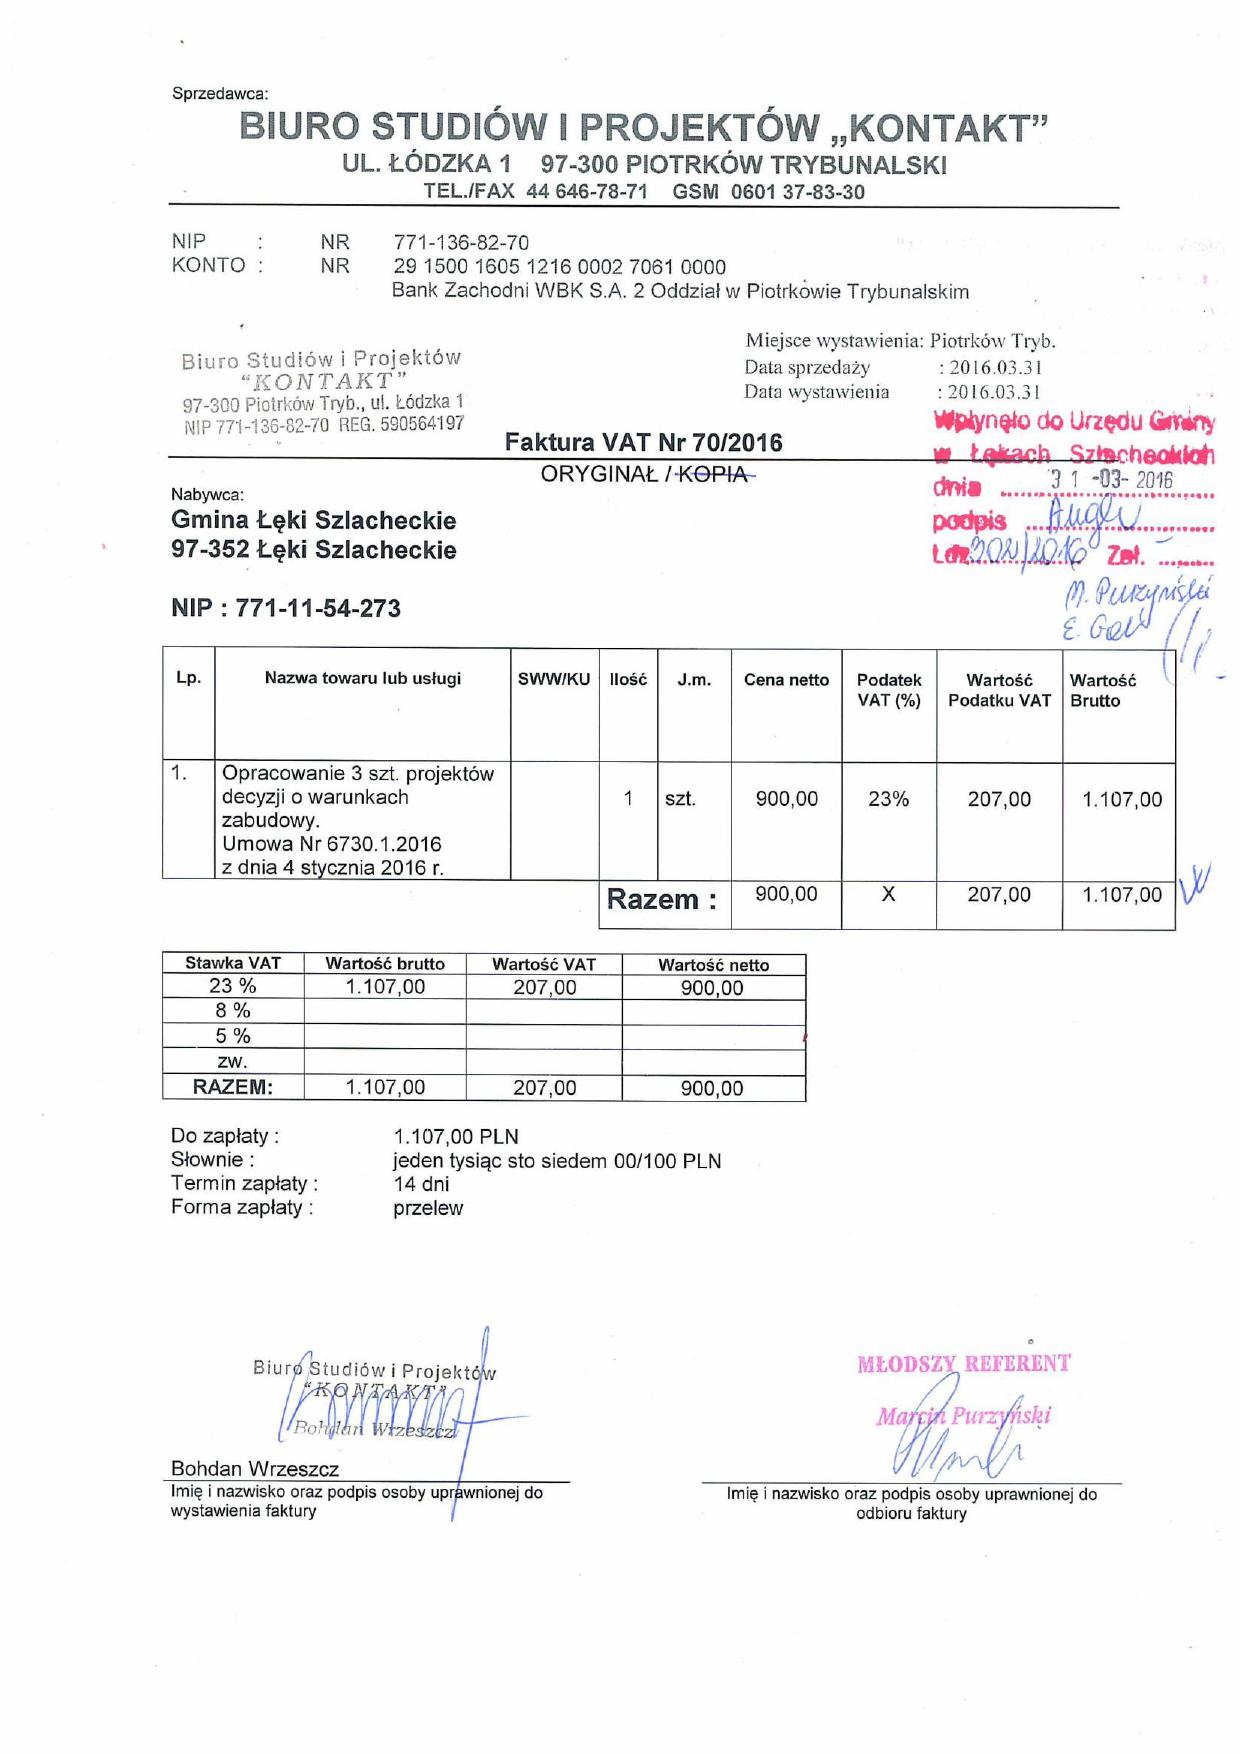 Sprzedawca:
BIURO STUDIÓW I PROJEKTÓW „KONTAKT”
UL. ŁÓDZKA 1 97-300 PIOTRKÓW TRYBUNALSKI
TEL./FAX 44 646-78-71 GSM 0601 37-83-30
NIP : NR 771-136-82-70
KONTO : NR 29 1500 1605 1216 0002 7061 0000
Bank Zachodni WBK S.A. 2 Oddział w Piotrkowie Trybunalskim
Miejsce wystawienia: Piotrków Tryb.
Data sprzedaży : 2016.03.31
Data wystawienia : 2016.03.31
Biuro Studiów i Projektów
“KONTAKT”
97-300 Piotrków Tryb., ul. Łódzka 1
NIP 771-136-82-70 REG. 590564197
Wpłynęło do Urzędu Gminy
w Łękach Szlacheckich
dnia 31 -03- 2016
podpis
Ldz. Zał.
M. Purzyński
Faktura VAT Nr 70/2016
ORYGINAŁ / KOPIA
Nabywca:
Gmina Łęki Szlacheckie
97-352 Łęki Szlacheckie
NIP : 771-11-54-273
Lp. Nazwa towaru lub usługi SWW/KU Ilość J.m. Cena netto Podatek VAT (%) Wartość Podatku VAT Wartość Brutto
1. Opracowanie 3 szt. projektów
decyzji o warunkach 1 szt. 900,00 23% 207,00 1.107,00
zabudowy.
Umowa Nr 6730.1.2016
z dnia 4 stycznia 2016 r.
Razem : 900,00 X 207,00 1.107,00
Stawka VAT Wartość brutto Wartość VAT Wartość netto
23 % 1.107,00 207,00 900,00
8 %
5 %
zw.
RAZEM: 1.107,00 207,00 900,00
Do zapłaty : 1.107,00 PLN
Słownie : jeden tysiąc sto siedem 00/100 PLN
Termin zapłaty : 14 dni
Forma zapłaty : przelew
Biuro Studiów i Projektów
“KONTAKT”
Bohdan Wrzeszcz
Bohdan Wrzeszcz
Imię i nazwisko oraz podpis osoby uprawnionej do
wystawienia faktury
MŁODSZY REFERENT
Marcin Purzyński
Imię i nazwisko oraz podpis osoby uprawnionej do
odbioru faktury